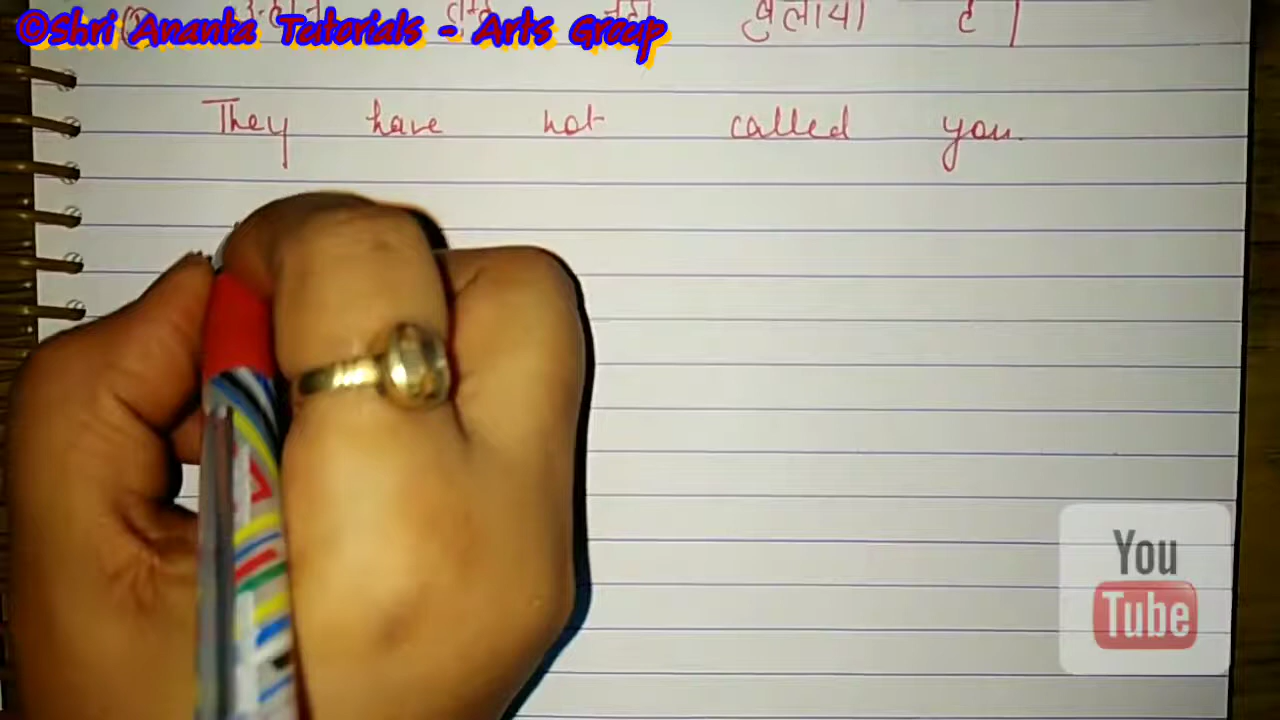 ©Shri Ananta Tutorials - Arts Group
बुलाया है।
They have not called you.
You
Tube